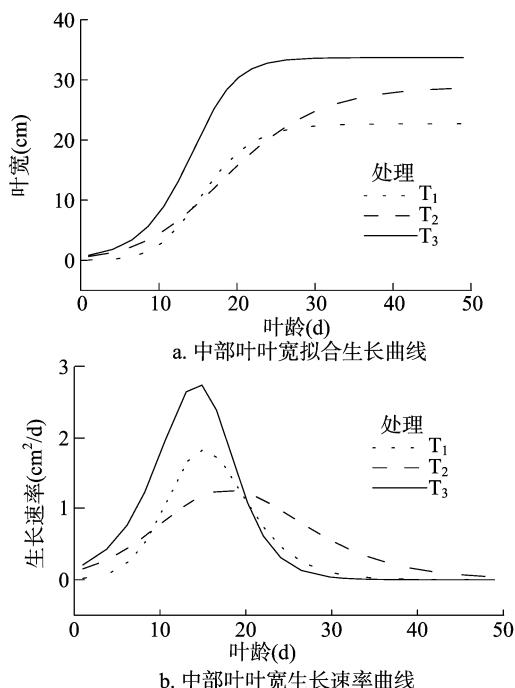 40
30
20
10
0
叶宽(cm)
处理
T₁
T₂
T₃
0 10 20 30 40 50
叶龄(d)
a. 中部叶叶宽拟合生长曲线
3
2
1
0
生长速率(cm²/d)
处理
T₁
T₂
T₃
0 10 20 30 40 50
叶龄(d)
b. 中部叶叶宽生长速率曲线